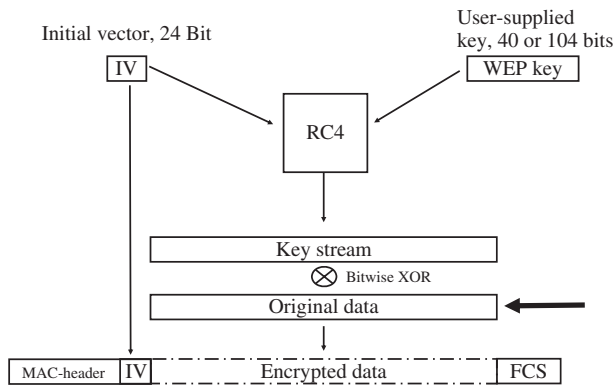 Initial vector, 24 Bit
User-supplied
key, 40 or 104 bits
IV
WEP key
RC4
Key stream
Bitwise XOR
Original data
MAC-header
IV
Encrypted data
FCS